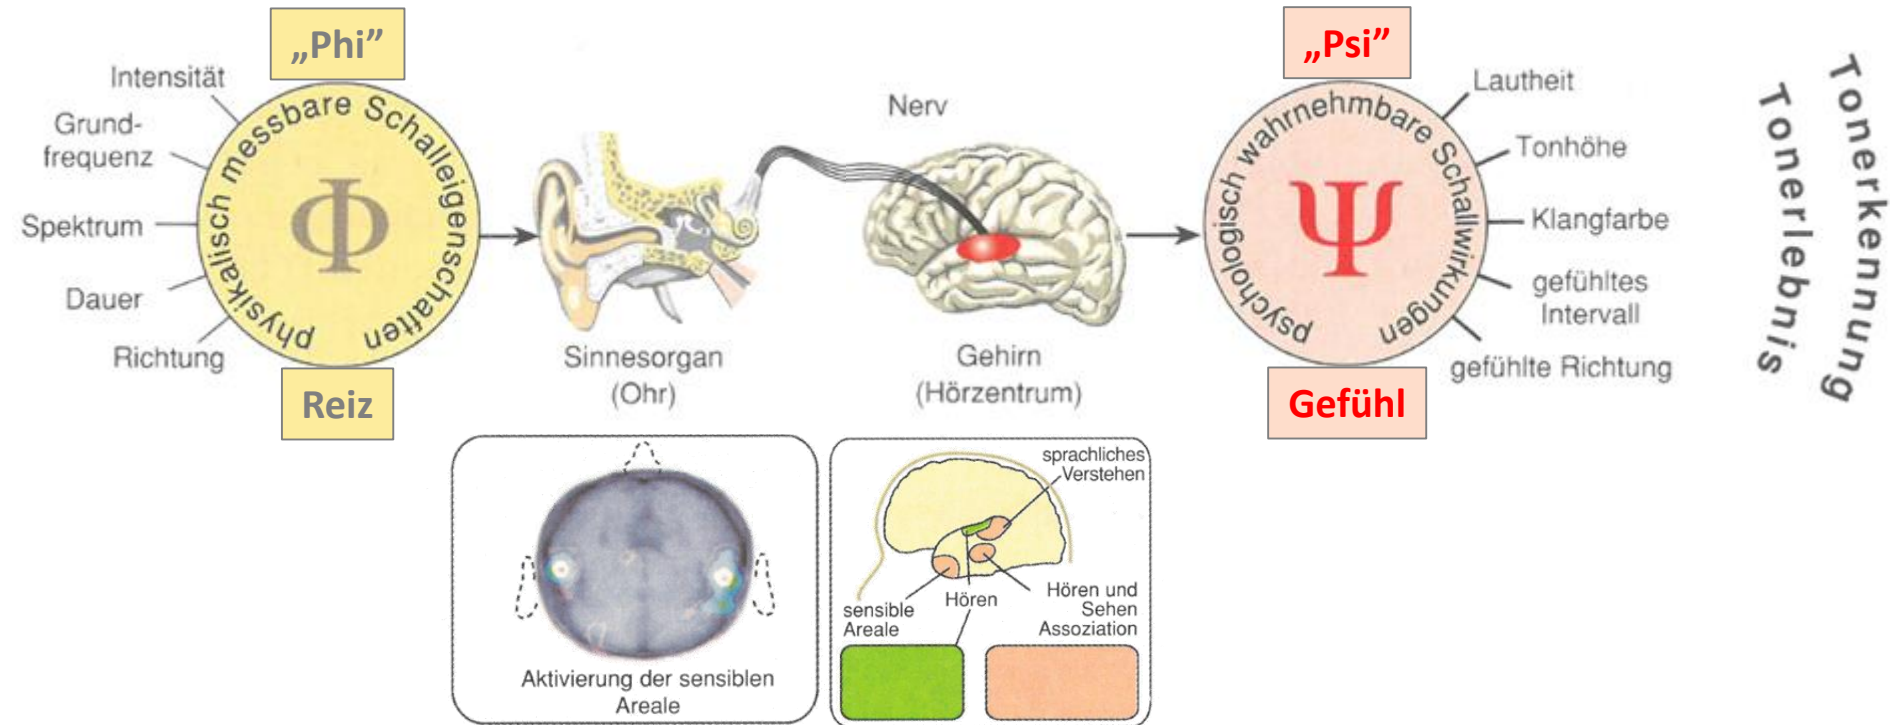 „Phi”
Intensität
Grund-
frequenz
Spektrum
Dauer
Richtung
physikalisch messbare Schalleigenschaften
Φ
Reiz
Sinnesorgan
(Ohr)
Nerv
Gehirn
(Hörzentrum)
„Psi”
psychologisch wahrnehmbare Schallwirkungen
Ψ
Gefühl
Lautheit
Tonhöhe
Klangfarbe
gefühltes
Intervall
gefühlte Richtung
Tonerkennung
Tonerlebnis
Aktivierung der sensiblen
Areale
sprachliches
Verstehen
sensible
Areale
Hören
Hören und
Sehen
Assoziation